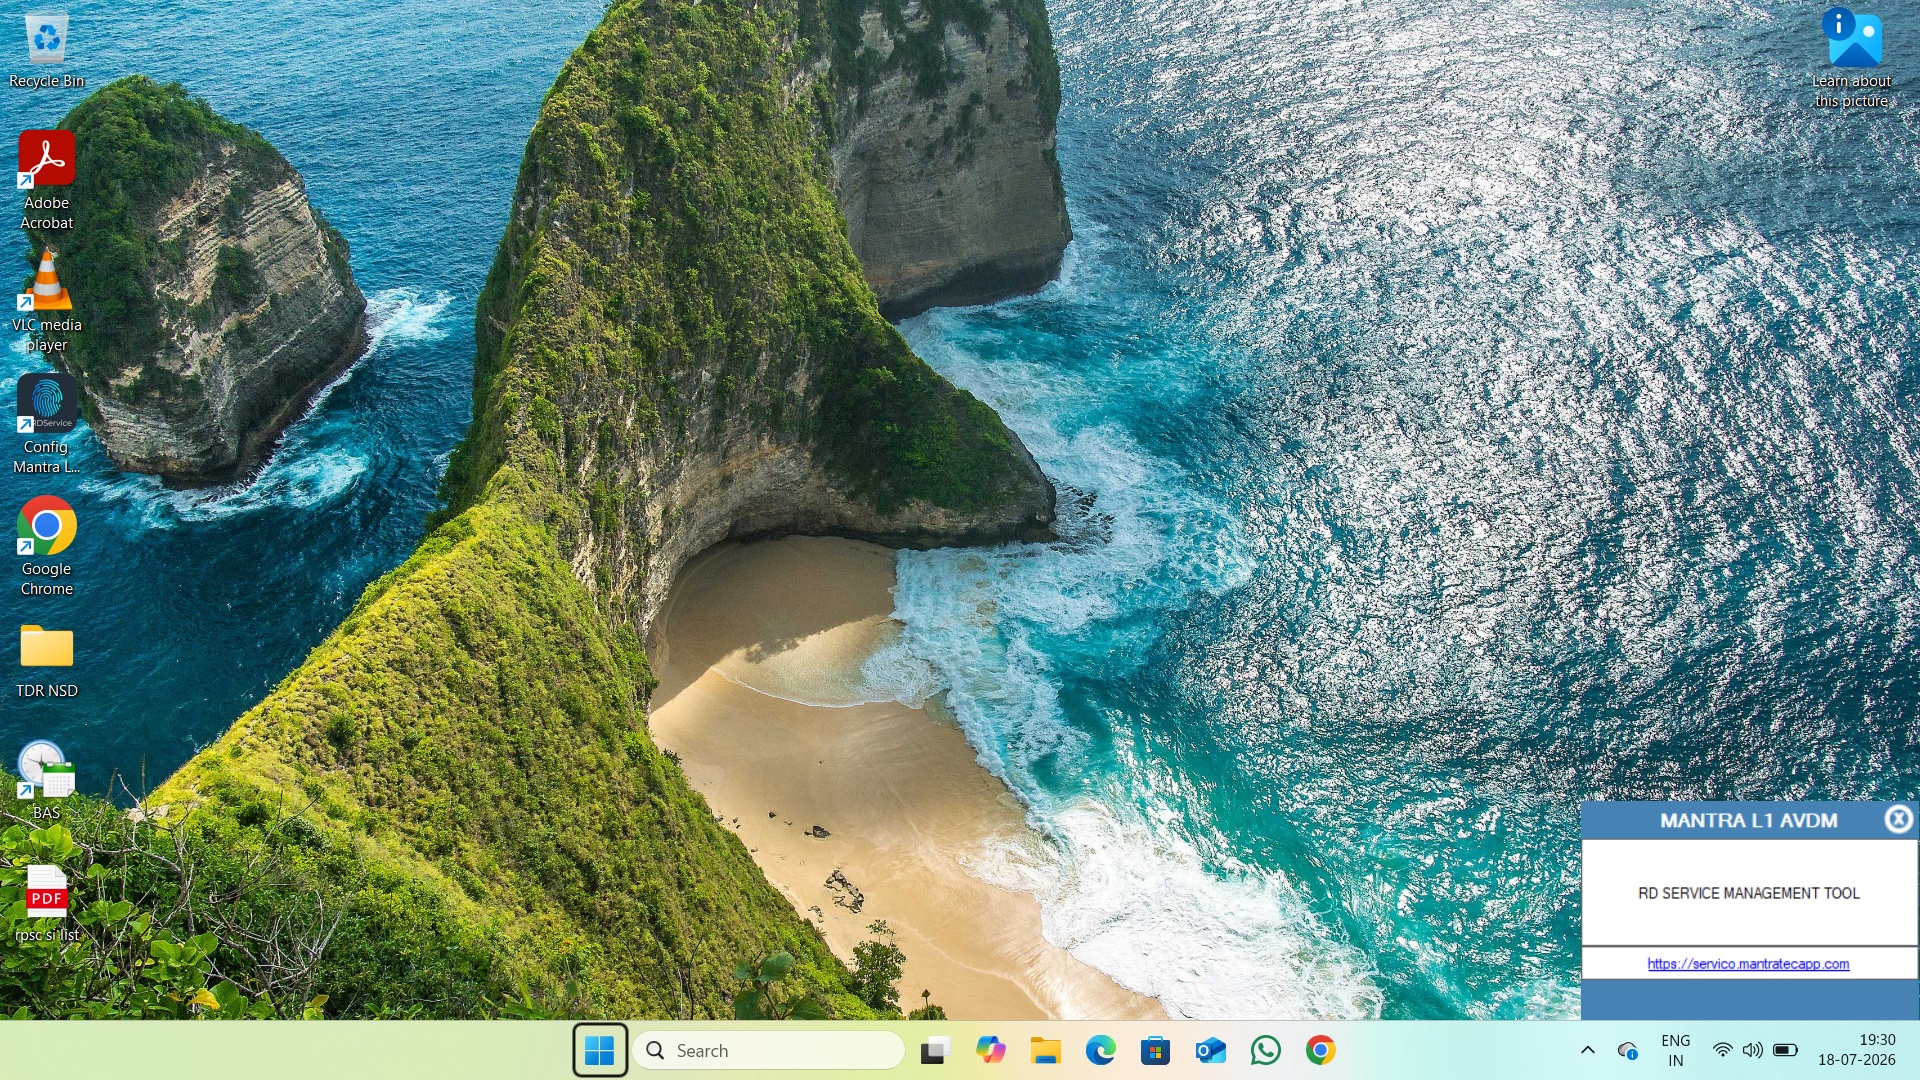 Recycle Bin
Adobe
Acrobat
VLC media
player
RDService
Config
Mantra L...
Google
Chrome
TDR NSD
BAS
PDF
rpsc si list
Learn about
this picture
MANTRA L1 AVDM
X
RD SERVICE MANAGEMENT TOOL
https://servico.mantratecapp.com
Search
ENG
IN
19:30
18-07-2026